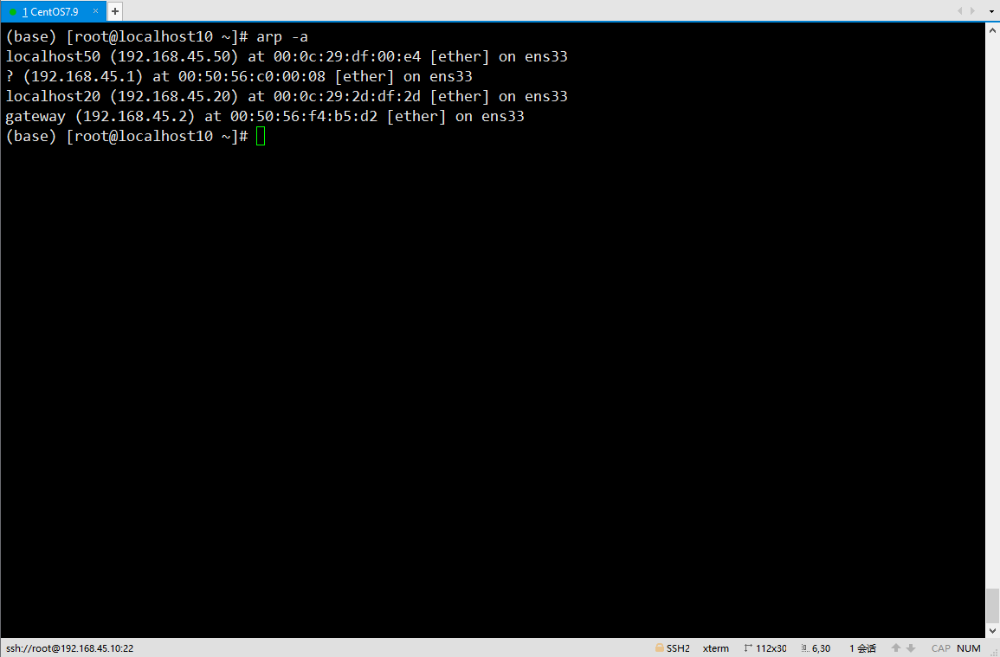 1 CentOS7.9 × +
(base) [root@localhost10 ~]# arp -a
localhost50 (192.168.45.50) at 00:0c:29:df:00:e4 [ether] on ens33
? (192.168.45.1) at 00:50:56:c0:00:08 [ether] on ens33
localhost20 (192.168.45.20) at 00:0c:29:2d:df:2d [ether] on ens33
gateway (192.168.45.2) at 00:50:56:f4:b5:d2 [ether] on ens33
(base) [root@localhost10 ~]#
ssh://root@192.168.45.10:22 SSH2 xterm 112x30 6,30 1 会话 CAP NUM